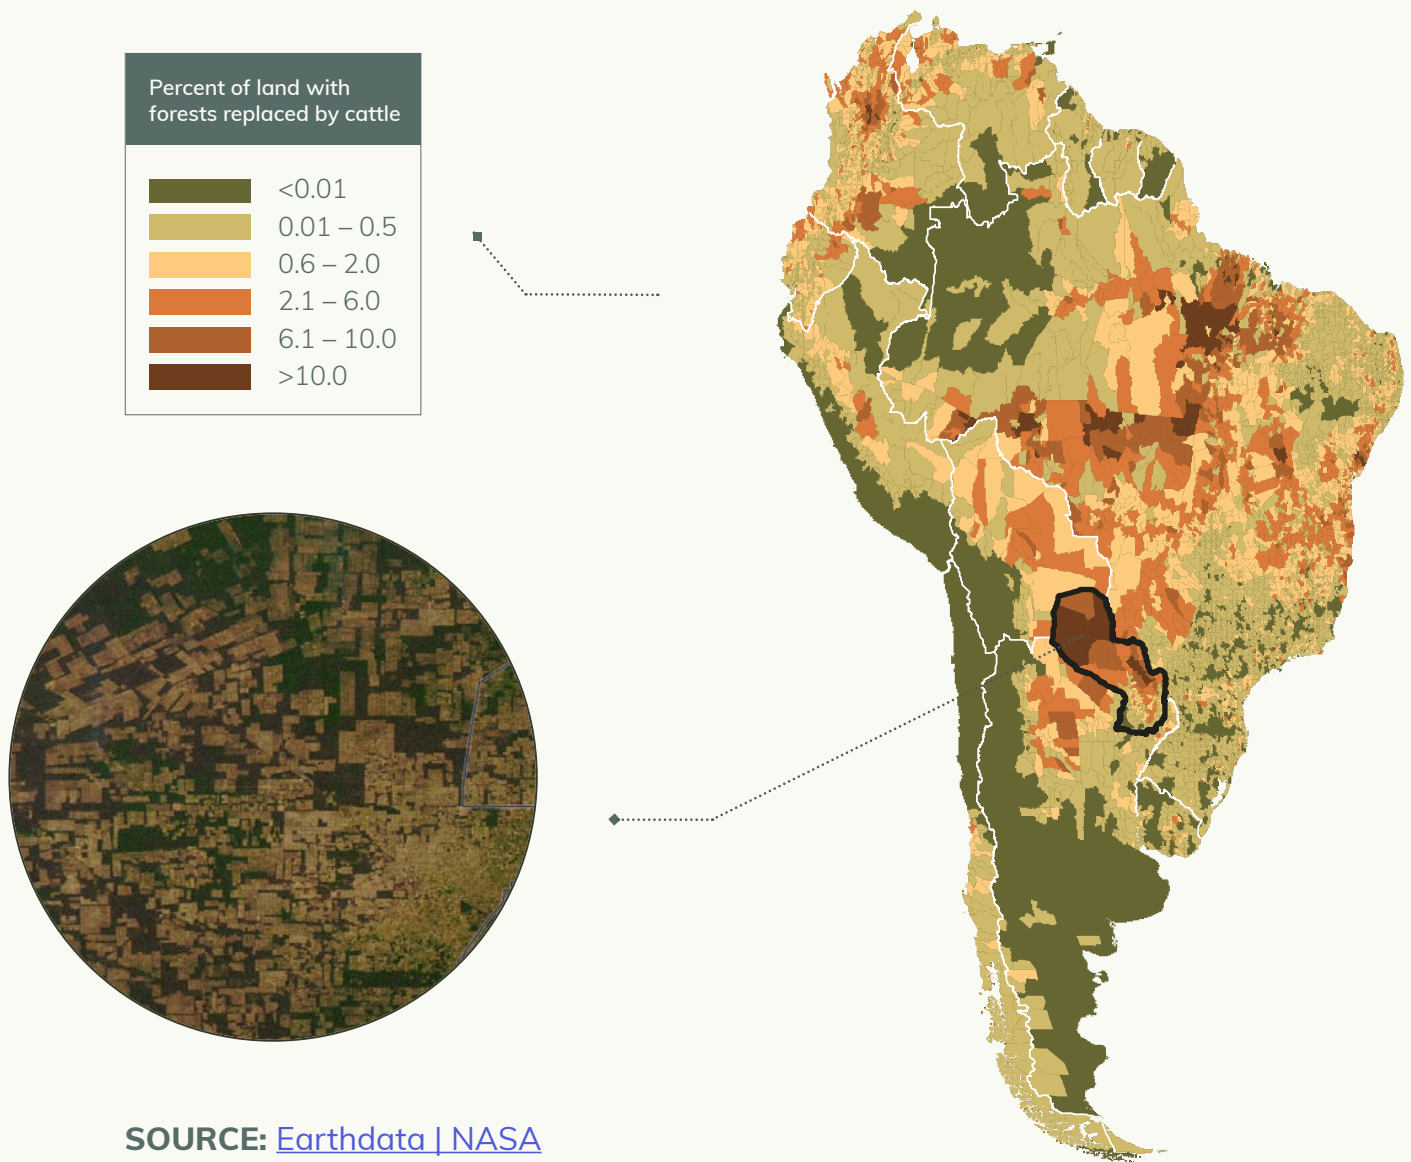 Percent of land with
forests replaced by cattle
<0.01
0.01 – 0.5
0.6 – 2.0
2.1 – 6.0
6.1 – 10.0
>10.0
SOURCE: Earthdata | NASA